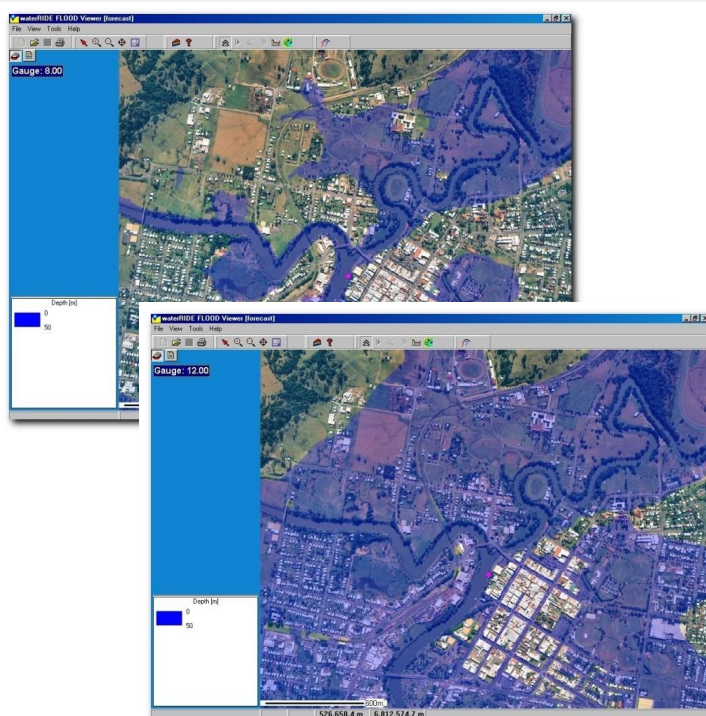 waterRIDE FLOOD Viewer [forecast]
File View Tools Help
Gauge: 8.00
Depth [m]
0
50
waterRIDE FLOOD Viewer [forecast]
File View Tools Help
Gauge: 12.00
Depth [m]
0
50
600m
526,658.4 m 6,812,574.7 m